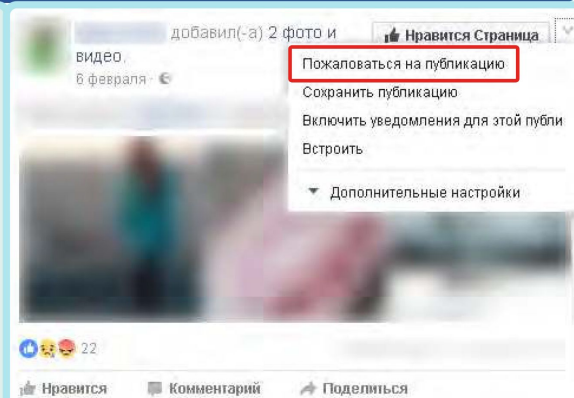 добавил(-а) 2 фото и
видео.
6 февраля ·
Нравится Страница
Пожаловаться на публикацию
Сохранить публикацию
Включить уведомления для этой публи
Встроить
Дополнительные настройки
22
Нравится
Комментарий
Поделиться